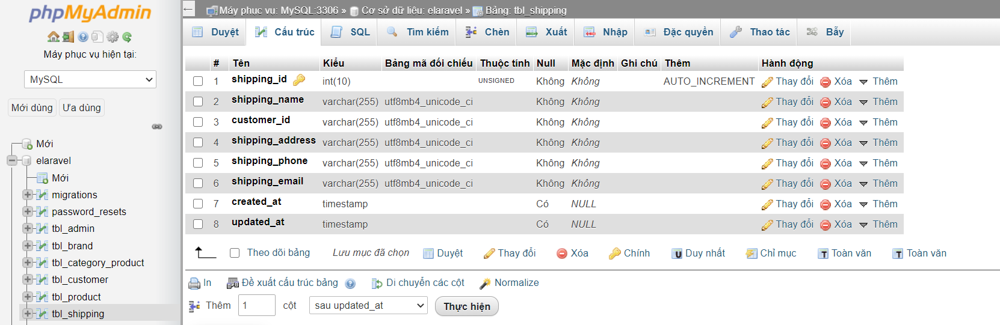 phpMyAdmin
Máy phục vụ hiện tại:
MySQL
Mới dùng Ưa dùng
Mới
elaravel
Mới
migrations
password_resets
tbl_admin
tbl_brand
tbl_category_product
tbl_customer
tbl_product
tbl_shipping
Máy phục vụ: MySQL:3306 » Cơ sở dữ liệu: elaravel » Bảng: tbl_shipping
Duyệt Cấu trúc SQL Tìm kiếm Chèn Xuất Nhập Đặc quyền Thao tác Bẫy
# Tên Kiểu Bảng mã đối chiếu Thuộc tính Null Mặc định Ghi chú Thêm Hành động
1 shipping_id int(10) UNSIGNED Không Không AUTO_INCREMENT Thay đổi Xóa Thêm
2 shipping_name varchar(255) utf8mb4_unicode_ci Không Không Thay đổi Xóa Thêm
3 customer_id varchar(255) utf8mb4_unicode_ci Không Không Thay đổi Xóa Thêm
4 shipping_address varchar(255) utf8mb4_unicode_ci Không Không Thay đổi Xóa Thêm
5 shipping_phone varchar(255) utf8mb4_unicode_ci Không Không Thay đổi Xóa Thêm
6 shipping_email varchar(255) utf8mb4_unicode_ci Không Không Thay đổi Xóa Thêm
7 created_at timestamp Có NULL Thay đổi Xóa Thêm
8 updated_at timestamp Có NULL Thay đổi Xóa Thêm
Theo dõi bảng Lưu mục đã chọn Duyệt Thay đổi Xóa Chính Duy nhất Chỉ mục Toàn văn Toàn văn
In Đề xuất cấu trúc bảng Di chuyển các cột Normalize
Thêm 1 cột sau updated_at Thực hiện